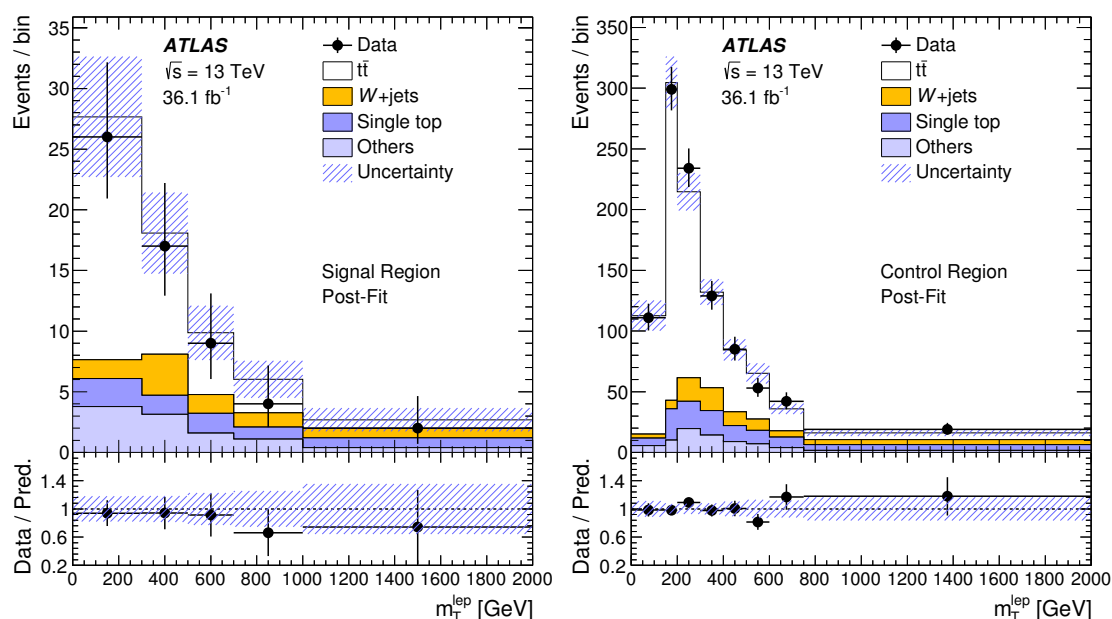 Events / bin
35
30
25
20
15
10
5
0
ATLAS
√s = 13 TeV
36.1 fb⁻¹
Data
tt̄
W+jets
Single top
Others
Uncertainty
Signal Region
Post-Fit
Data / Pred.
1.4
1
0.6
0.2
0 200 400 600 800 1000 1200 1400 1600 1800 2000
m_T^lep [GeV]
Events / bin
350
300
250
200
150
100
50
0
ATLAS
√s = 13 TeV
36.1 fb⁻¹
Data
tt̄
W+jets
Single top
Others
Uncertainty
Control Region
Post-Fit
Data / Pred.
1.4
1
0.6
0.2
0 200 400 600 800 1000 1200 1400 1600 1800 2000
m_T^lep [GeV]